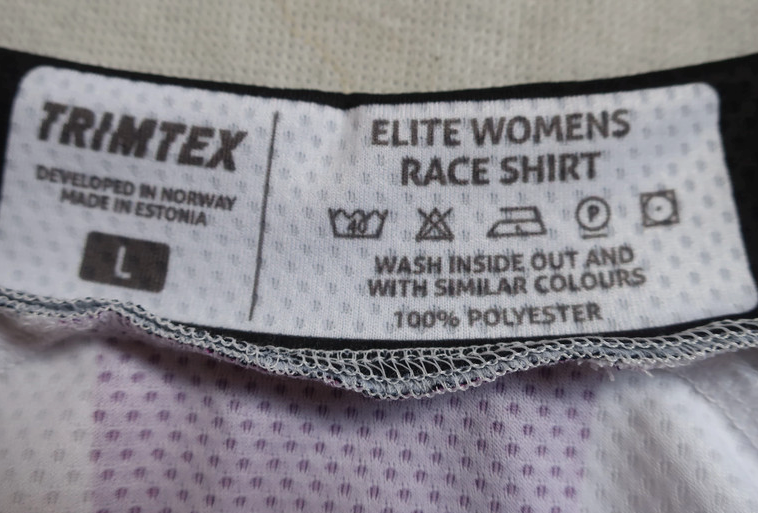 TRIMTEX
DEVELOPED IN NORWAY
MADE IN ESTONIA
L
ELITE WOMENS
RACE SHIRT
40 P
WASH INSIDE OUT AND
WITH SIMILAR COLOURS
100% POLYESTER